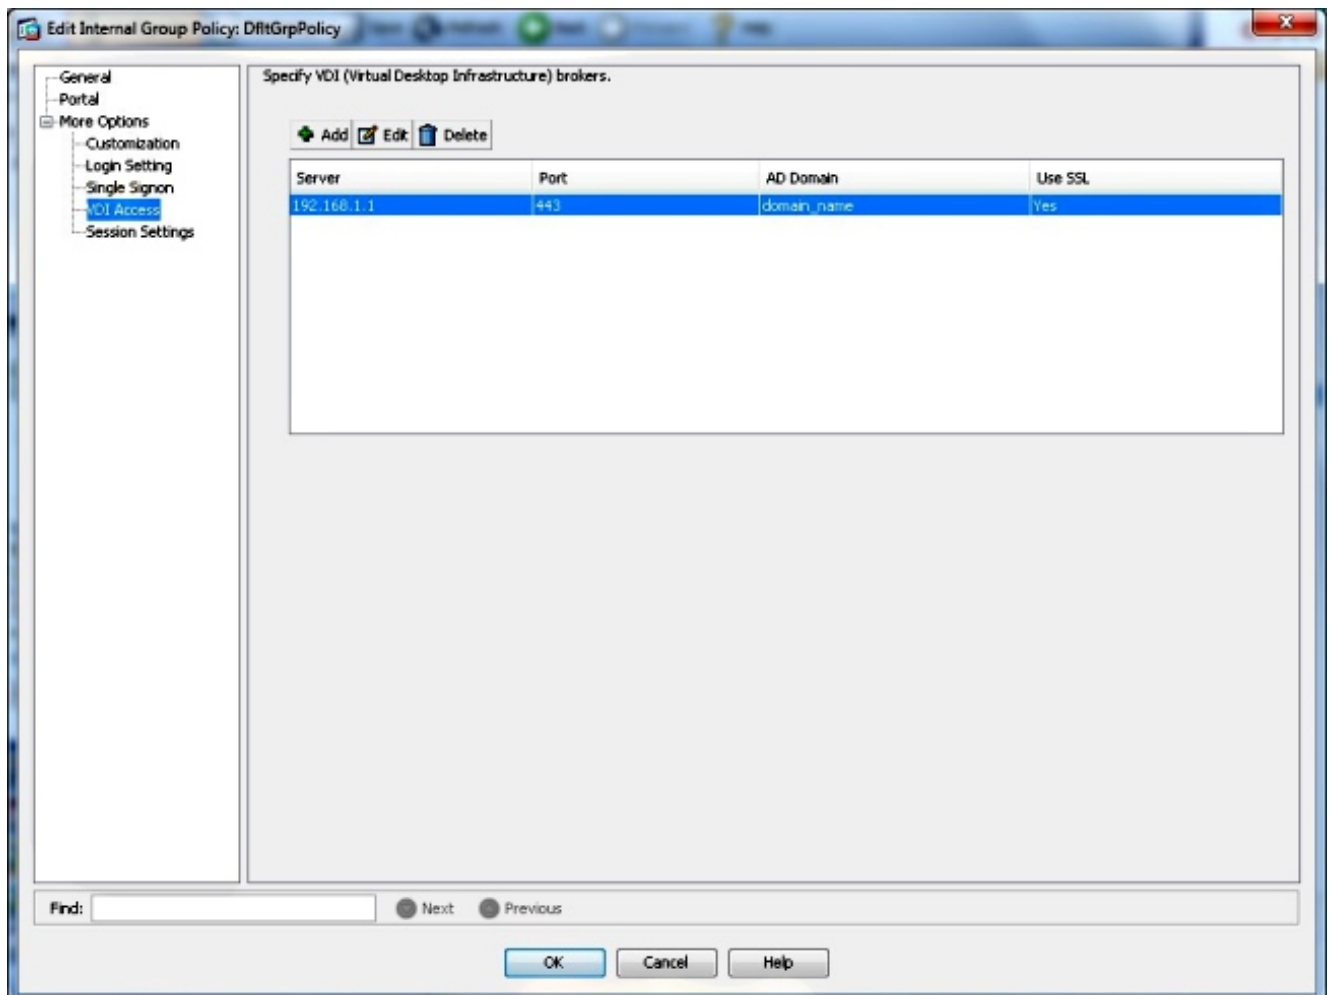 Edit Internal Group Policy: DfltGrpPolicy
Help
General
Portal
More Options
Customization
Login Setting
Single Signon
VDI Access
Session Settings
Specify VDI (Virtual Desktop Infrastructure) brokers.
Add Edit Delete
Server Port AD Domain Use SSL
192.168.1.1 443 domain_name Yes
Find: Next Previous
OK Cancel Help